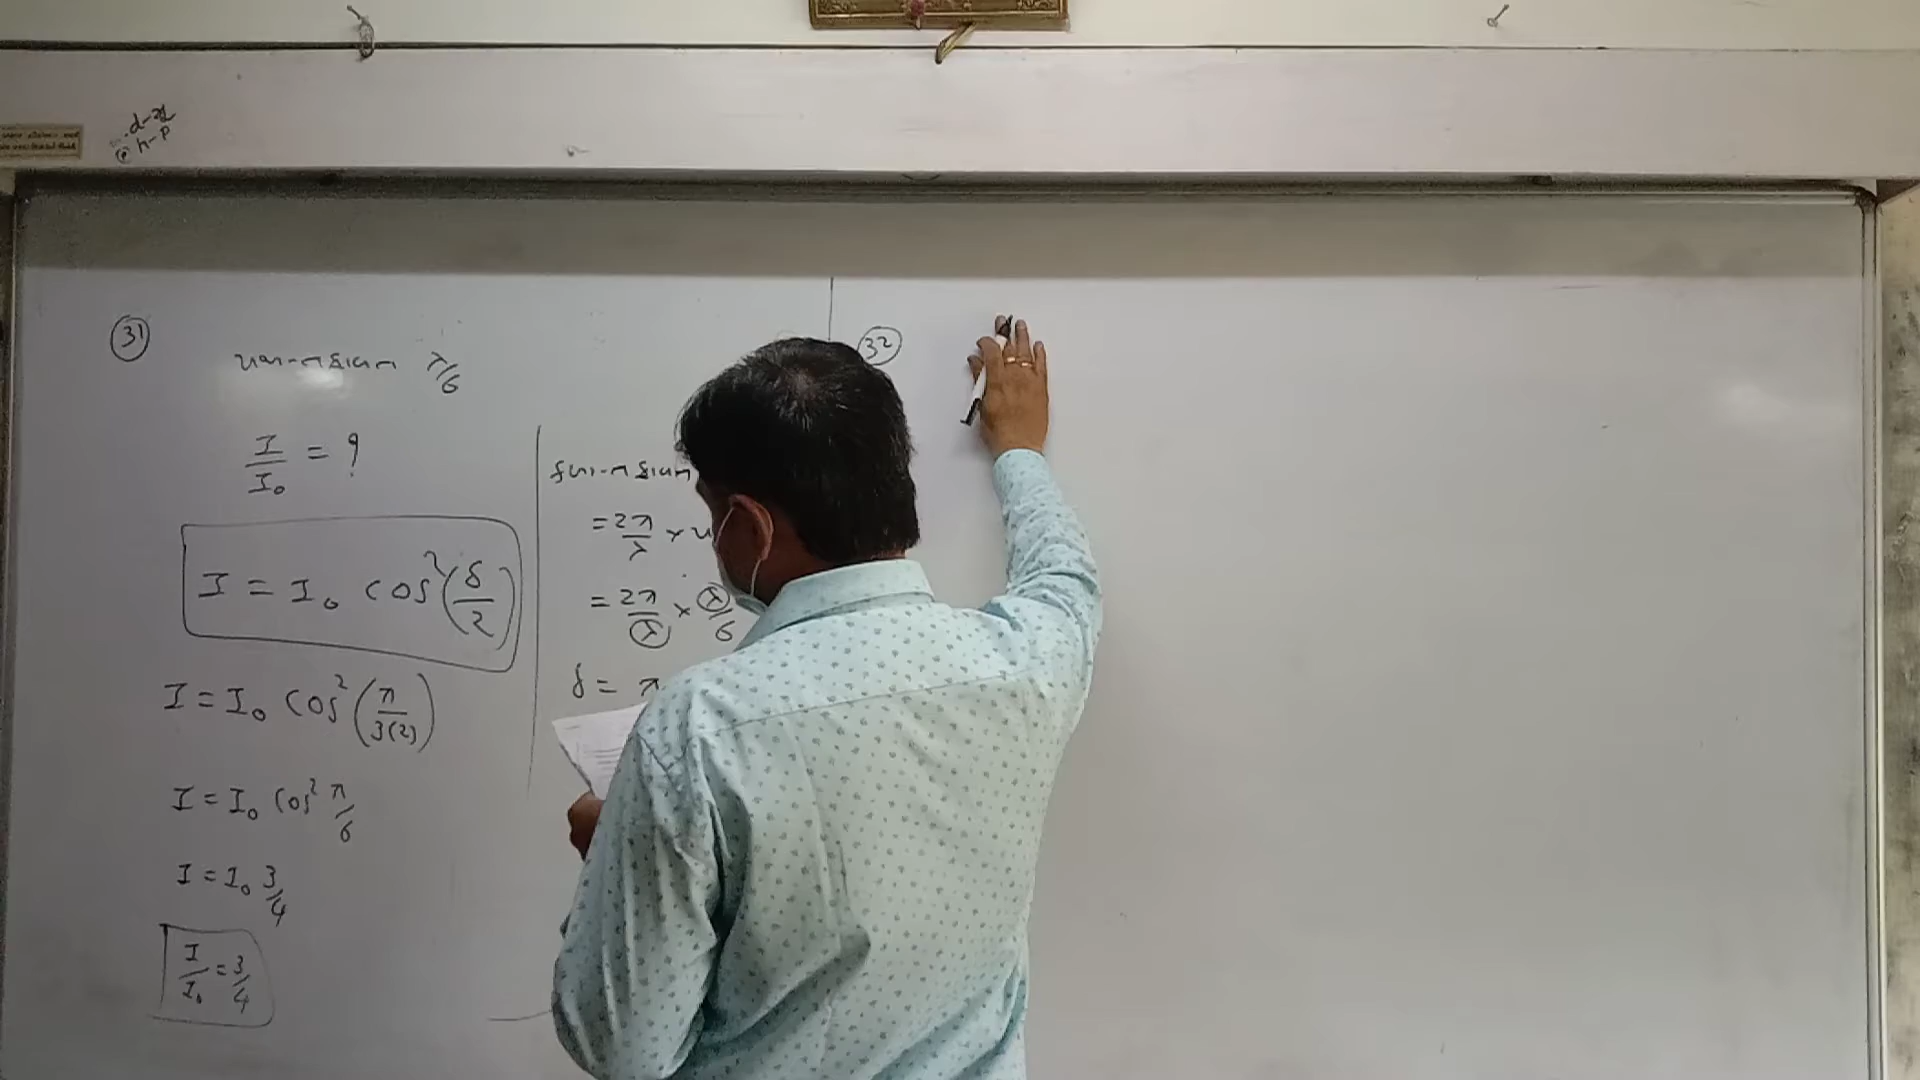 d-ય
n-P
31
પથ-તફાવત λ/6
I/I₀ = ?
I = I₀ cos²(δ/2)
I = I₀ cos²(π/3(2))
I = I₀ cos² π/6
I = I₀ 3/4
I/I₀ = 3/4
કળા-તફાવત
= 2π/λ ×
= 2π/λ × λ/6
δ = π
32